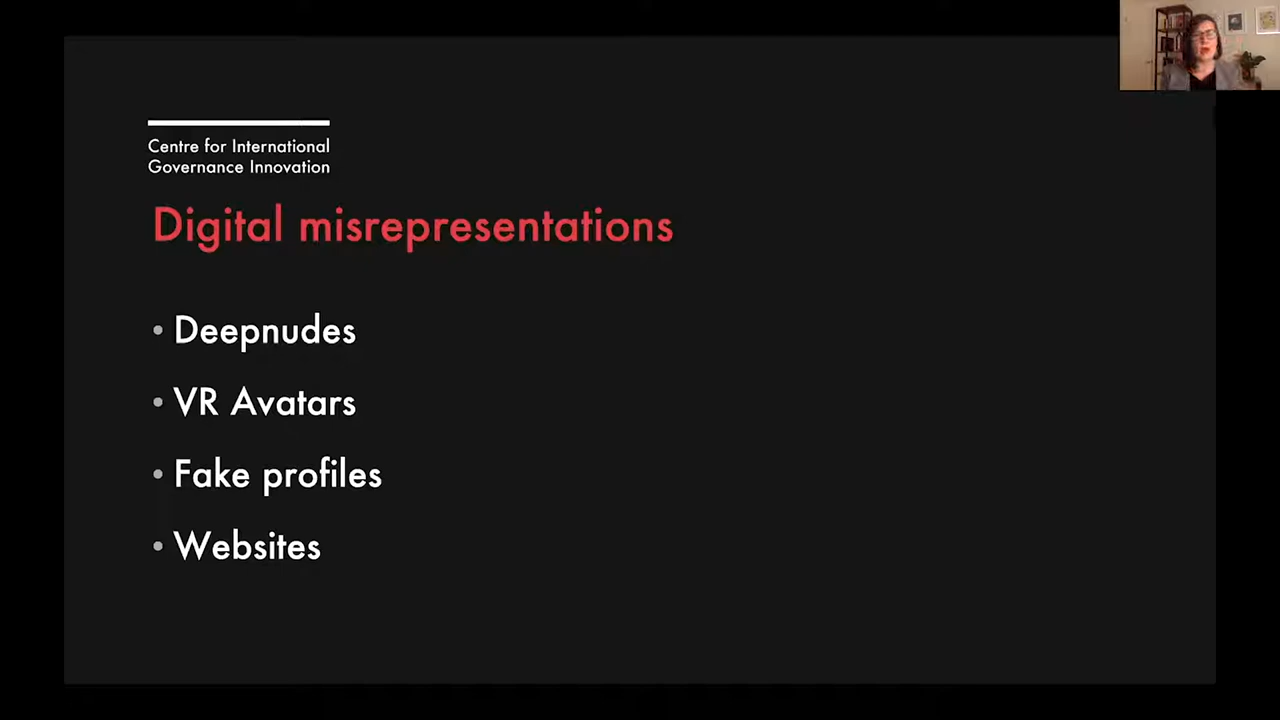 Centre for International
Governance Innovation
Digital misrepresentations
• Deepnudes
• VR Avatars
• Fake profiles
• Websites